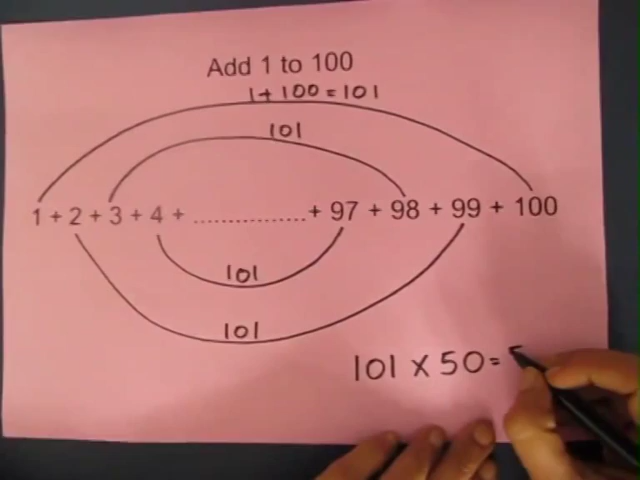 Add 1 to 100
1 + 100 = 101
101
1 + 2 + 3 + 4 + ..................... + 97 + 98 + 99 + 100
101
101
101 x 50 =